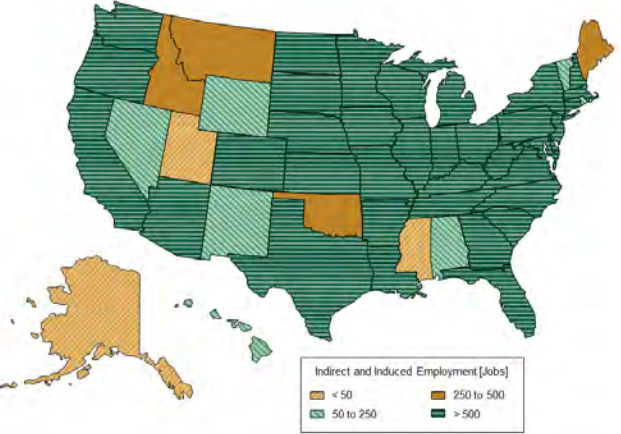 Indirect and Induced Employment [Jobs]
< 50
250 to 500
50 to 250
> 500